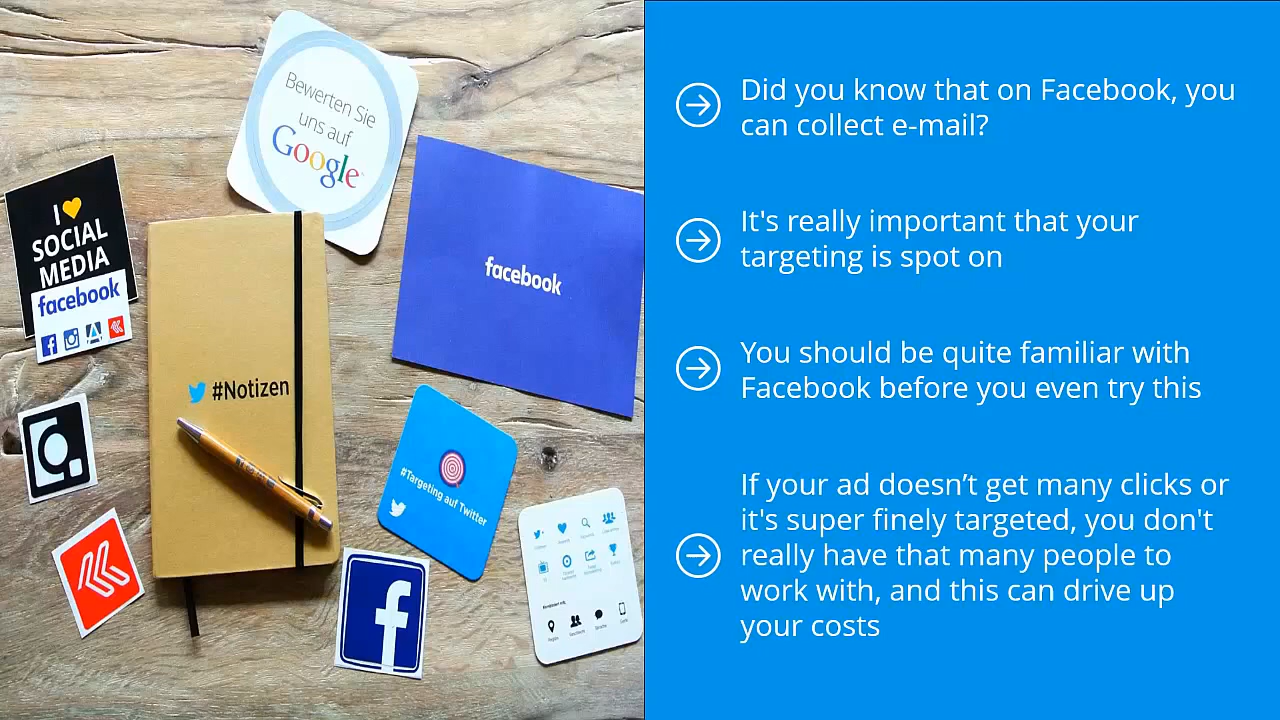 Bewerten Sie
uns auf
Google
I
SOCIAL
MEDIA
facebook
facebook
#Notizen
#Targeting auf Twitter
Did you know that on Facebook, you
can collect e-mail?
It's really important that your
targeting is spot on
You should be quite familiar with
Facebook before you even try this
If your ad doesn’t get many clicks or
it's super finely targeted, you don't
really have that many people to
work with, and this can drive up
your costs